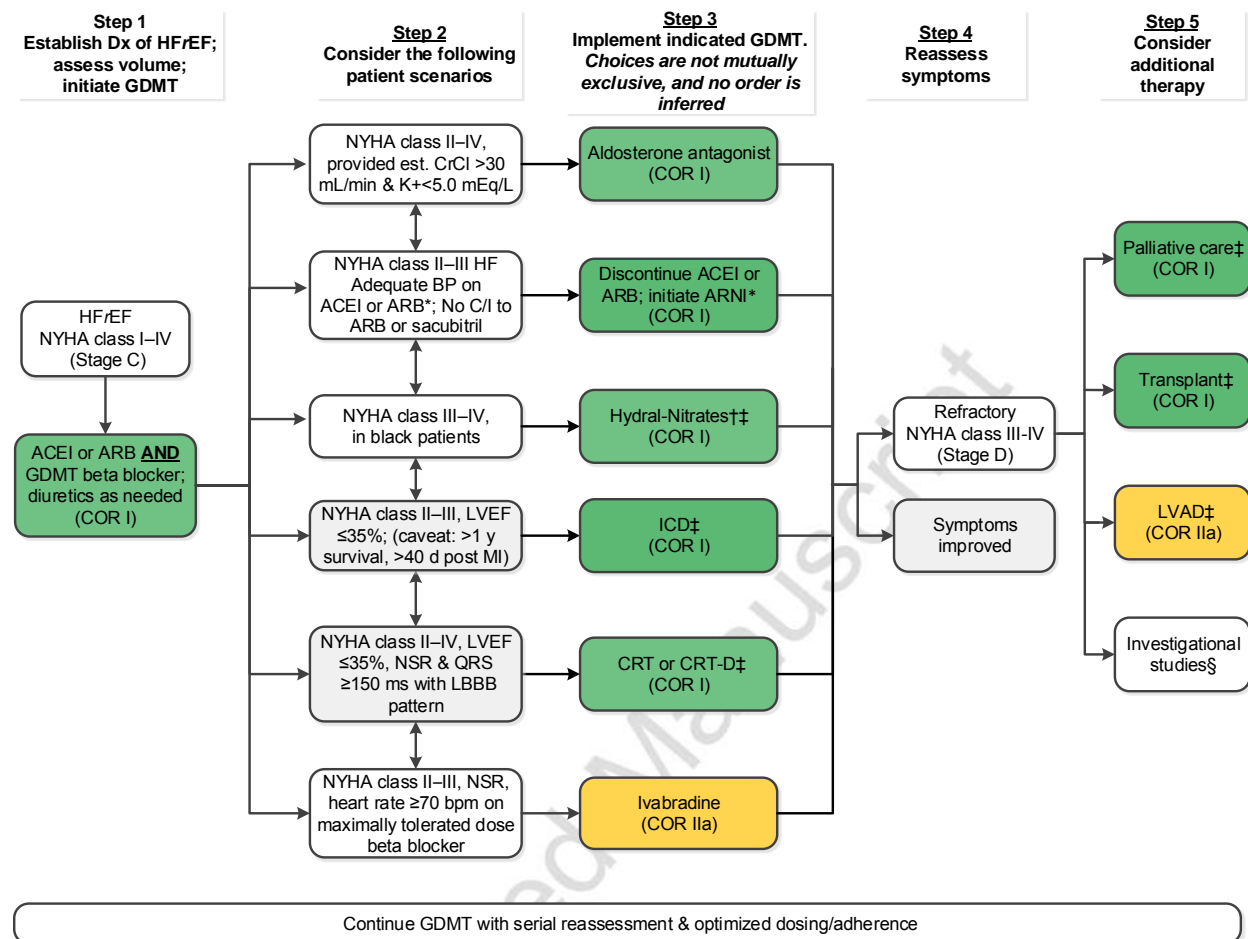 Step 1
Establish Dx of HFrEF;
assess volume;
initiate GDMT
Step 2
Consider the following
patient scenarios
Step 3
Implement indicated GDMT.
Choices are not mutually
exclusive, and no order is
inferred
Step 4
Reassess
symptoms
Step 5
Consider
additional
therapy
HFrEF
NYHA class I–IV
(Stage C)
ACEI or ARB AND
GDMT beta blocker;
diuretics as needed
(COR I)
NYHA class II–IV,
provided est. CrCl >30
mL/min & K+<5.0 mEq/L
NYHA class II–III HF
Adequate BP on
ACEI or ARB*; No C/I to
ARB or sacubitril
NYHA class III–IV,
in black patients
NYHA class II–III, LVEF
≤35%; (caveat: >1 y
survival, >40 d post MI)
NYHA class II–IV, LVEF
≤35%, NSR & QRS
≥150 ms with LBBB
pattern
NYHA class II–III, NSR,
heart rate ≥70 bpm on
maximally tolerated dose
beta blocker
Aldosterone antagonist
(COR I)
Discontinue ACEI or
ARB; initiate ARNI*
(COR I)
Hydral-Nitrates†‡
(COR I)
ICD‡
(COR I)
CRT or CRT-D‡
(COR I)
Ivabradine
(COR IIa)
Refractory
NYHA class III-IV
(Stage D)
Symptoms
improved
Palliative care‡
(COR I)
Transplant‡
(COR I)
LVAD‡
(COR IIa)
Investigational
studies§
Continue GDMT with serial reassessment & optimized dosing/adherence
ed Manuscript